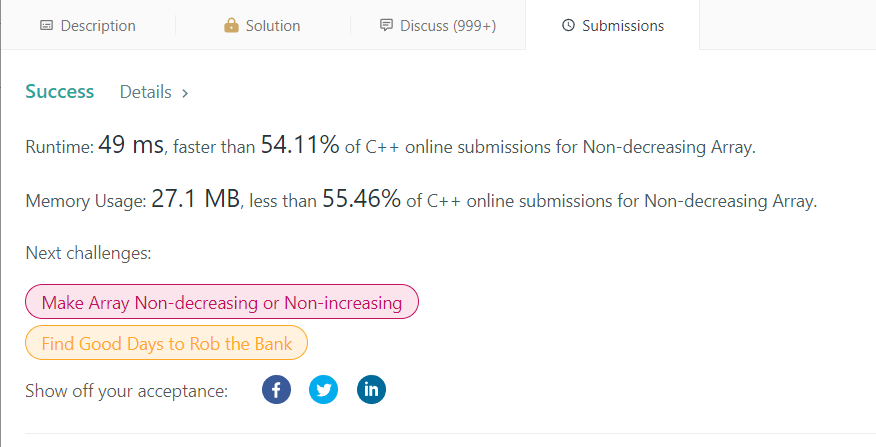 Description Solution Discuss (999+) Submissions
Success Details >
Runtime: 49 ms, faster than 54.11% of C++ online submissions for Non-decreasing Array.
Memory Usage: 27.1 MB, less than 55.46% of C++ online submissions for Non-decreasing Array.
Next challenges:
Make Array Non-decreasing or Non-increasing
Find Good Days to Rob the Bank
Show off your acceptance: f in